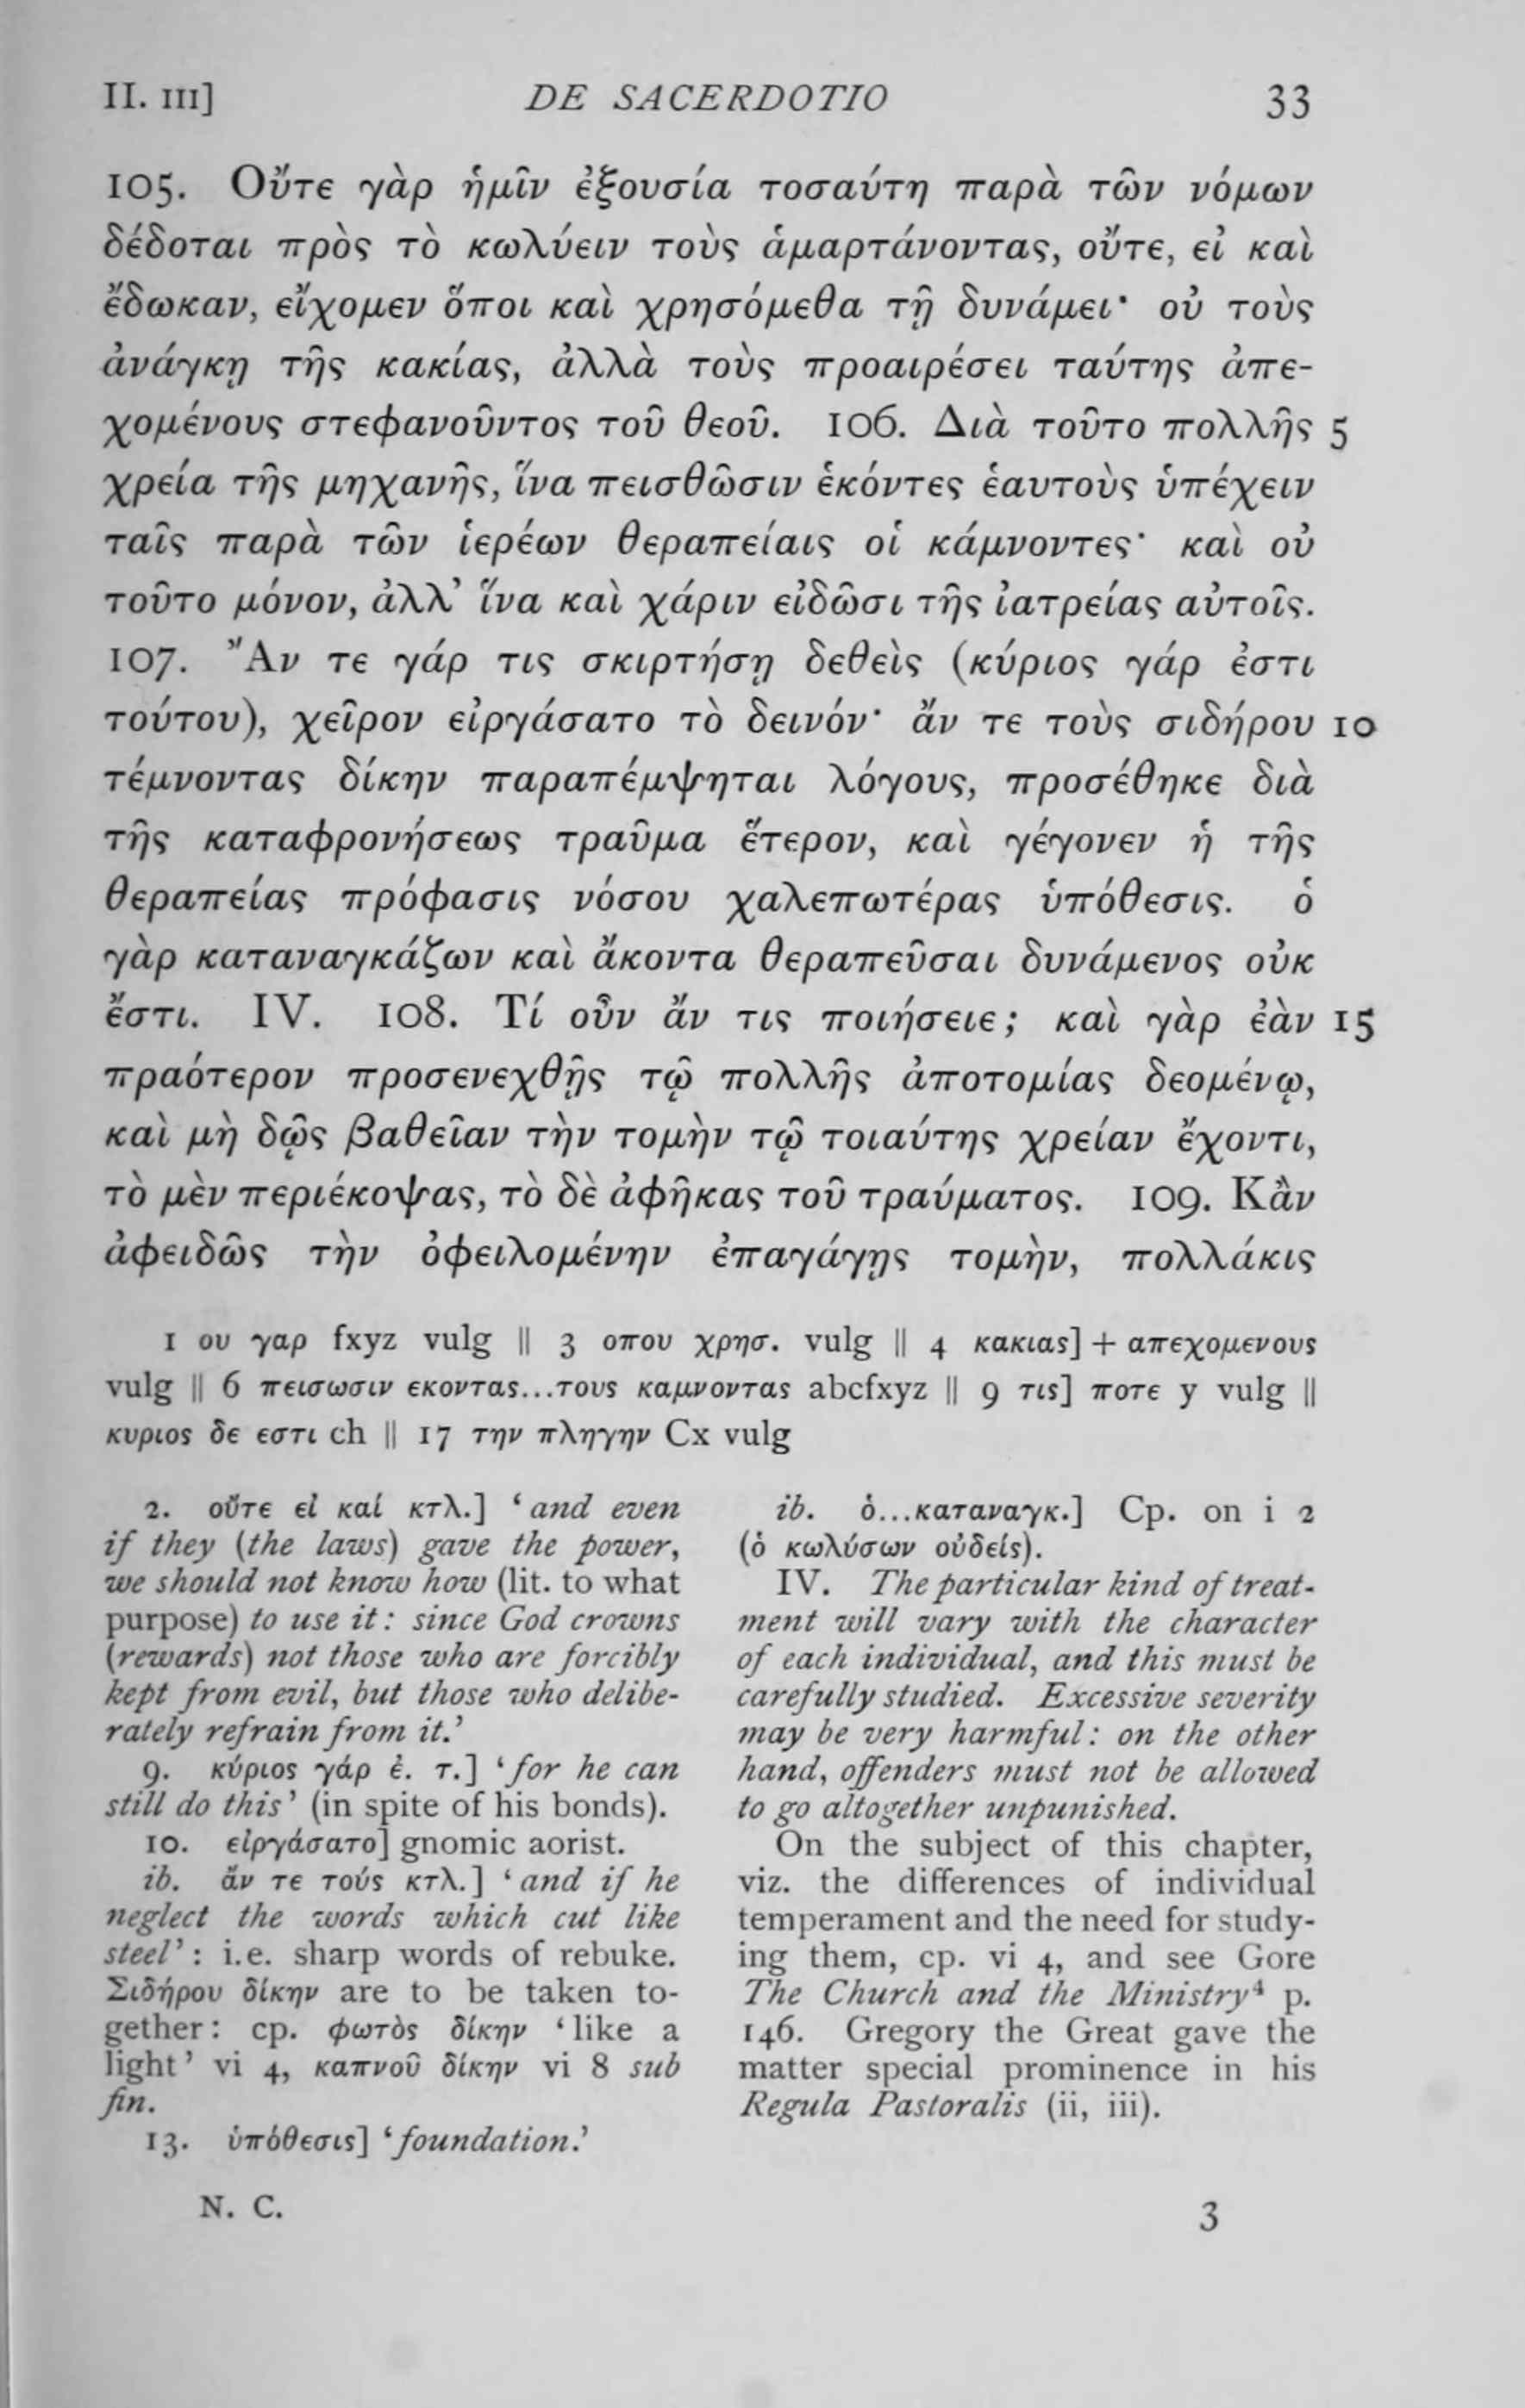 II. III] DE SACERDOTIO 33
105. Οὔτε γὰρ ἡμῖν ἐξουσία τοσαύτη παρὰ τῶν νόμων
δέδοται πρὸς τὸ κωλύειν τοὺς ἁμαρτάνοντας, οὔτε, εἰ καὶ
ἔδωκαν, εἴχομεν ὅποι καὶ χρησόμεθα τῇ δυνάμει· οὐ τοὺς
ἀνάγκῃ τῆς κακίας, ἀλλὰ τοὺς προαιρέσει ταύτης ἀπε-
χομένους στεφανοῦντος τοῦ θεοῦ. 106. Διὰ τοῦτο πολλῆς 5
χρεία τῆς μηχανῆς, ἵνα πεισθῶσιν ἑκόντες ἑαυτοὺς ὑπέχειν
ταῖς παρὰ τῶν ἱερέων θεραπείαις οἱ κάμνοντες· καὶ οὐ
τοῦτο μόνον, ἀλλ’ ἵνα καὶ χάριν εἰδῶσι τῆς ἰατρείας αὐτοῖς.
107. Ἄν τε γάρ τις σκιρτήσῃ δεθεὶς (κύριος γάρ ἐστι
τούτου), χεῖρον εἰργάσατο τὸ δεινόν· ἄν τε τοὺς σιδήρου 10
τέμνοντας δίκην παραπέμψηται λόγους, προσέθηκε διὰ
τῆς καταφρονήσεως τραῦμα ἕτερον, καὶ γέγονεν ἡ τῆς
θεραπείας πρόφασις νόσου χαλεπωτέρας ὑπόθεσις. ὁ
γὰρ καταναγκάζων καὶ ἄκοντα θεραπεῦσαι δυνάμενος οὐκ
ἔστι. IV. 108. Τί οὖν ἄν τις ποιήσειε; καὶ γὰρ ἐὰν 15
πραότερον προσενεχθῇς τῷ πολλῆς ἀποτομίας δεομένῳ,
καὶ μὴ δῷς βαθεῖαν τὴν τομὴν τῷ τοιαύτης χρείαν ἔχοντι,
τὸ μὲν περιέκοψας, τὸ δὲ ἀφῆκας τοῦ τραύματος. 109. Κἂν
ἀφειδῶς τὴν ὀφειλομένην ἐπαγάγῃς τομὴν, πολλάκις
1 ου γαρ fxyz vulg || 3 οπου χρησ. vulg || 4 κακιας] + απεχομενους
vulg || 6 πεισωσιν εκοντας...τους καμνοντας abcfxyz || 9 τις] ποτε y vulg ||
κυριος δε εστι ch || 17 την πληγην Cx vulg
2. οὔτε εἰ καί κτλ.] ‘and even
if they (the laws) gave the power,
we should not know how (lit. to what
purpose) to use it: since God crowns
(rewards) not those who are forcibly
kept from evil, but those who delibe-
rately refrain from it.’
9. κύριος γάρ ἐ. τ.] ‘for he can
still do this’ (in spite of his bonds).
10. εἰργάσατο] gnomic aorist.
ib. ἄν τε τούς κτλ.] ‘and if he
neglect the words which cut like
steel’: i.e. sharp words of rebuke.
Σιδήρου δίκην are to be taken to-
gether: cp. φωτὸς δίκην ‘like a
light’ vi 4, καπνοῦ δίκην vi 8 sub
fin.
13. ὑπόθεσις] ‘foundation.’
ib. ὁ...καταναγκ.] Cp. on i 2
(ὁ κωλύσων οὐδείς).
IV. The particular kind of treat-
ment will vary with the character
of each individual, and this must be
carefully studied. Excessive severity
may be very harmful: on the other
hand, offenders must not be allowed
to go altogether unpunished.
On the subject of this chapter,
viz. the differences of individual
temperament and the need for study-
ing them, cp. vi 4, and see Gore
The Church and the Ministry⁴ p.
146. Gregory the Great gave the
matter special prominence in his
Regula Pastoralis (ii, iii).
N. C. 3